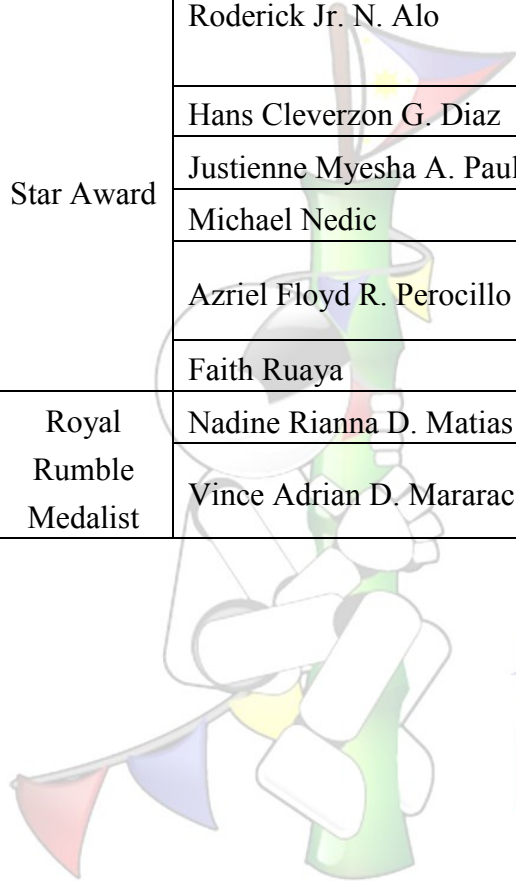 Roderick Jr. N. Alo
Hans Cleverzon G. Diaz
Justienne Myesha A. Paul
Star Award
Michael Nedic
Azriel Floyd R. Perocillo
Faith Ruaya
Royal
Rumble
Medalist
Nadine Rianna D. Matias
Vince Adrian D. Mararac